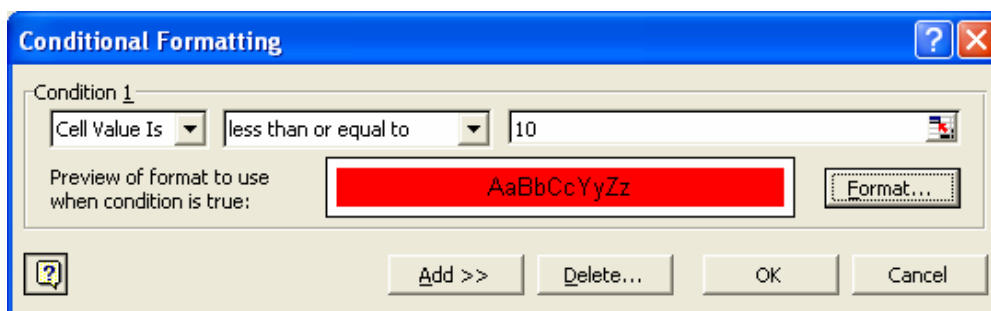 Conditional Formatting
Condition 1
Cell Value Is less than or equal to 10
Preview of format to use
when condition is true:
AaBbCcYyZz
Format...
Add >> Delete... OK Cancel